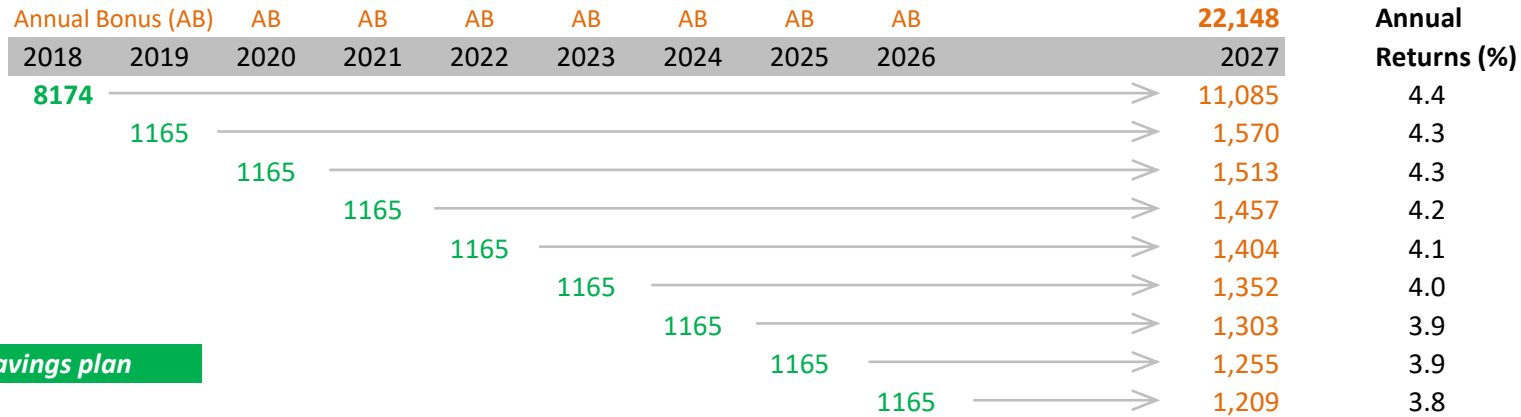 Annual Bonus (AB) AB AB AB AB AB AB AB 22,148 Annual
2018 2019 2020 2021 2022 2023 2024 2025 2026 2027 Returns (%)
8174 11,085 4.4
1165 1,570 4.3
1165 1,513 4.3
1165 1,457 4.2
1165 1,404 4.1
1165 1,352 4.0
1165 1,303 3.9
avings plan 1165 1,255 3.9
1165 1,209 3.8